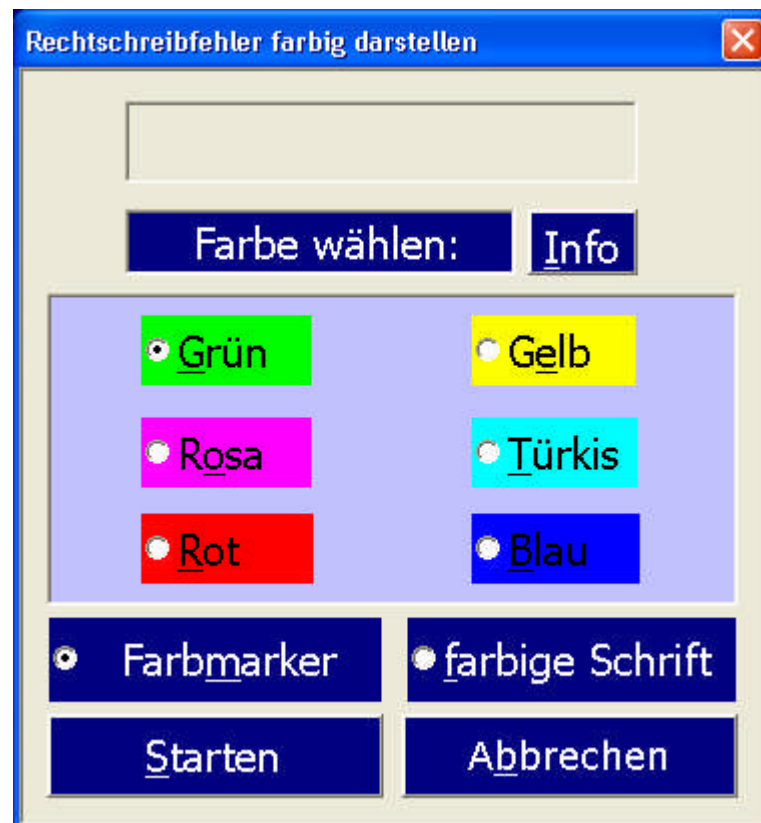 Rechtschreibfehler farbig darstellen
Farbe wählen: Info
Grün Gelb
Rosa Türkis
Rot Blau
Farbmarker farbige Schrift
Starten Abbrechen